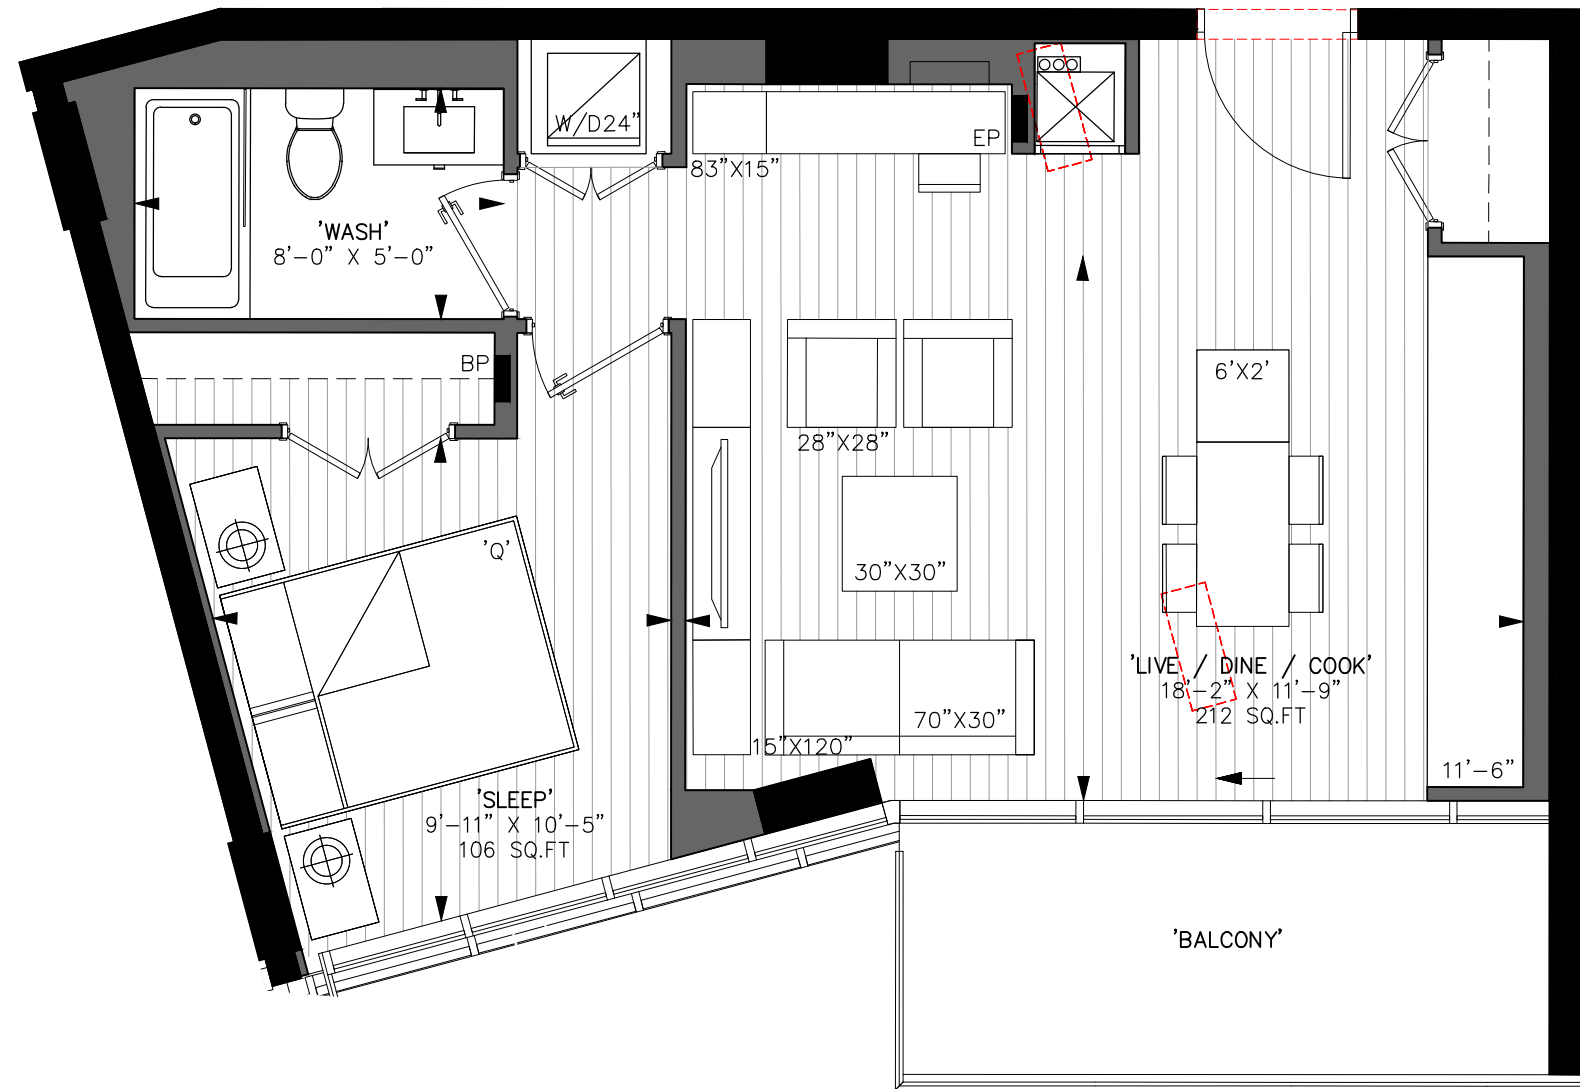 W/D24"
EP
83"X15"
'WASH'
8'-0" X 5'-0"
BP
6'X2'
28"X28"
'Q'
30"X30"
'LIVE / DINE / COOK'
18'-2" X 11'-9"
212 SQ.FT
70"X30"
15"X120"
11'-6"
'SLEEP'
9'-11" X 10'-5"
106 SQ.FT
'BALCONY'